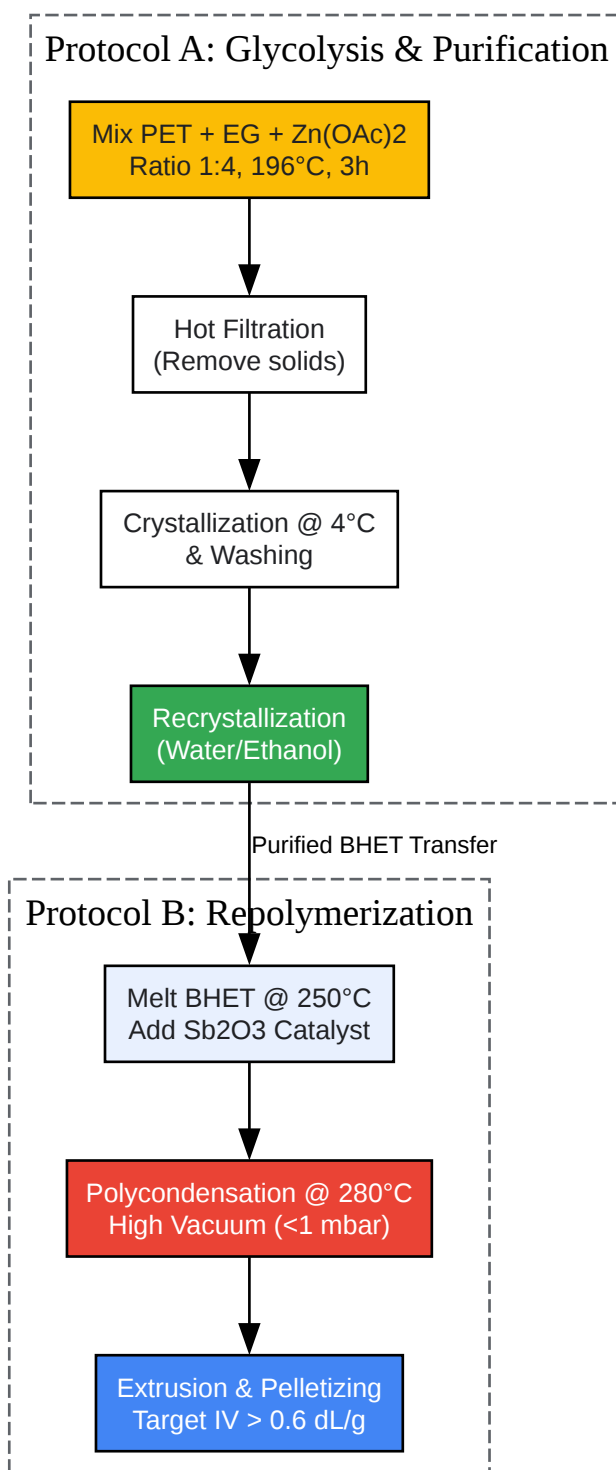 Protocol A: Glycolysis & Purification
Mix PET + EG + Zn(OAc)2
Ratio 1:4, 196°C, 3h
Hot Filtration
(Remove solids)
Crystallization @ 4°C
& Washing
Recrystallization
(Water/Ethanol)
Purified BHET Transfer
Protocol B: Repolymerization
Melt BHET @ 250°C
Add Sb2O3 Catalyst
Polycondensation @ 280°C
High Vacuum (<1 mbar)
Extrusion & Pelletizing
Target IV > 0.6 dL/g